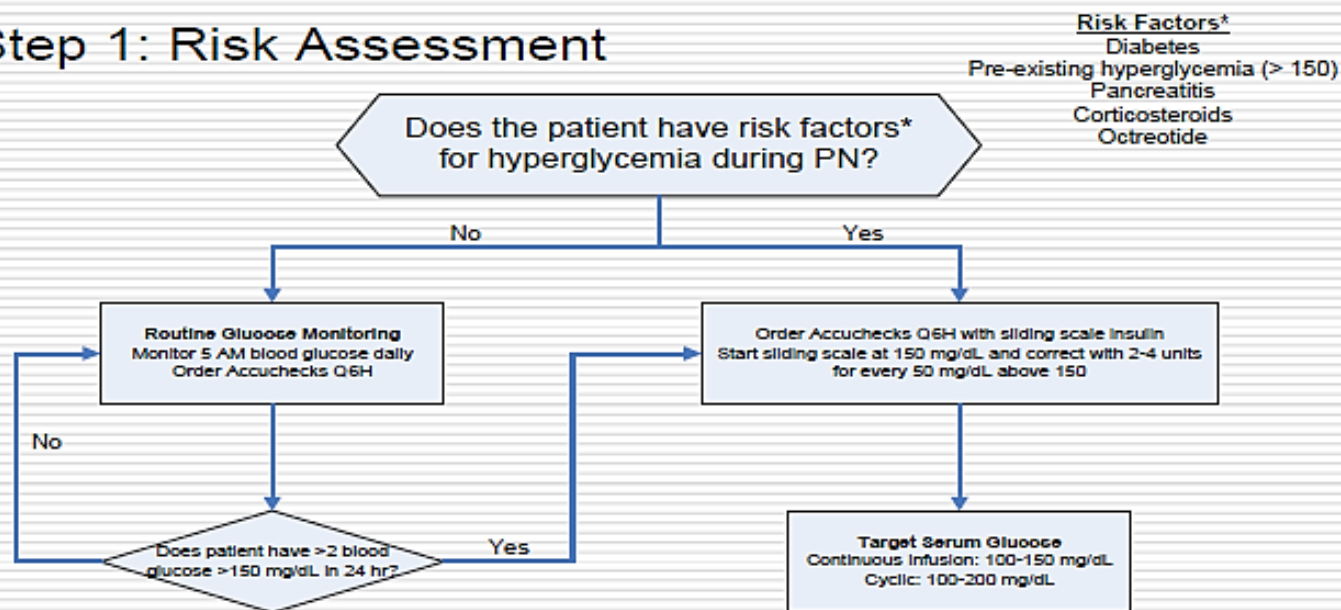 Step 1: Risk Assessment
Risk Factors*
Diabetes
Pre-existing hyperglycemia (> 150)
Pancreatitis
Corticosteroids
Octreotide
Does the patient have risk factors*
for hyperglycemia during PN?
No
Yes
Routine Glucose Monitoring
Monitor 5 AM blood glucose daily
Order Accuchecks Q6H
Order Accuchecks Q6H with sliding scale insulin
Start sliding scale at 150 mg/dL and correct with 2-4 units
for every 50 mg/dL above 150
No
Does patient have >2 blood
glucose >150 mg/dL in 24 hr?
Yes
Target Serum Glucose
Continuous Infusion: 100-150 mg/dL
Cyclic: 100-200 mg/dL